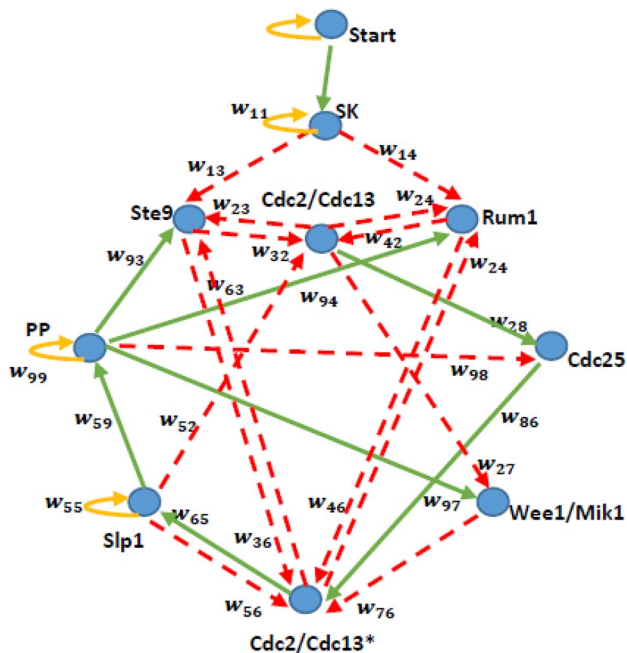 Start
w11
SK
w13
w14
Cdc2/Cdc13
w24
Ste9
w23
Rum1
w32
w42
w93
w63
w24
w94
w28
PP
w99
w98
Cdc25
w59
w52
w86
w27
w55
w65
w46
w97
Slp1
w36
Wee1/Mik1
w56
w76
Cdc2/Cdc13*